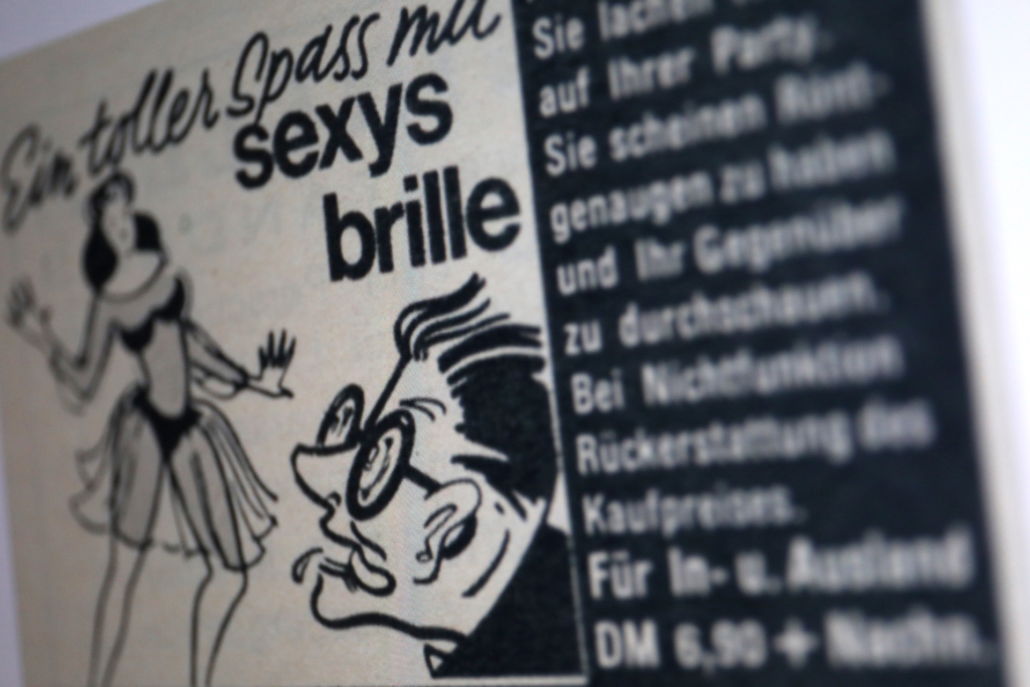 Ein toller Spass mit
sexys
brille
Sie lachen
auf Ihrer Party.
Sie scheinen Rönt-
genaugen zu haben
und Ihr Gegenüber
zu durchschauen.
Bei Nichtfunktion
Rückerstattung des
Kaufpreises.
Für In- u. Ausland
DM 6,90 + Nachn.